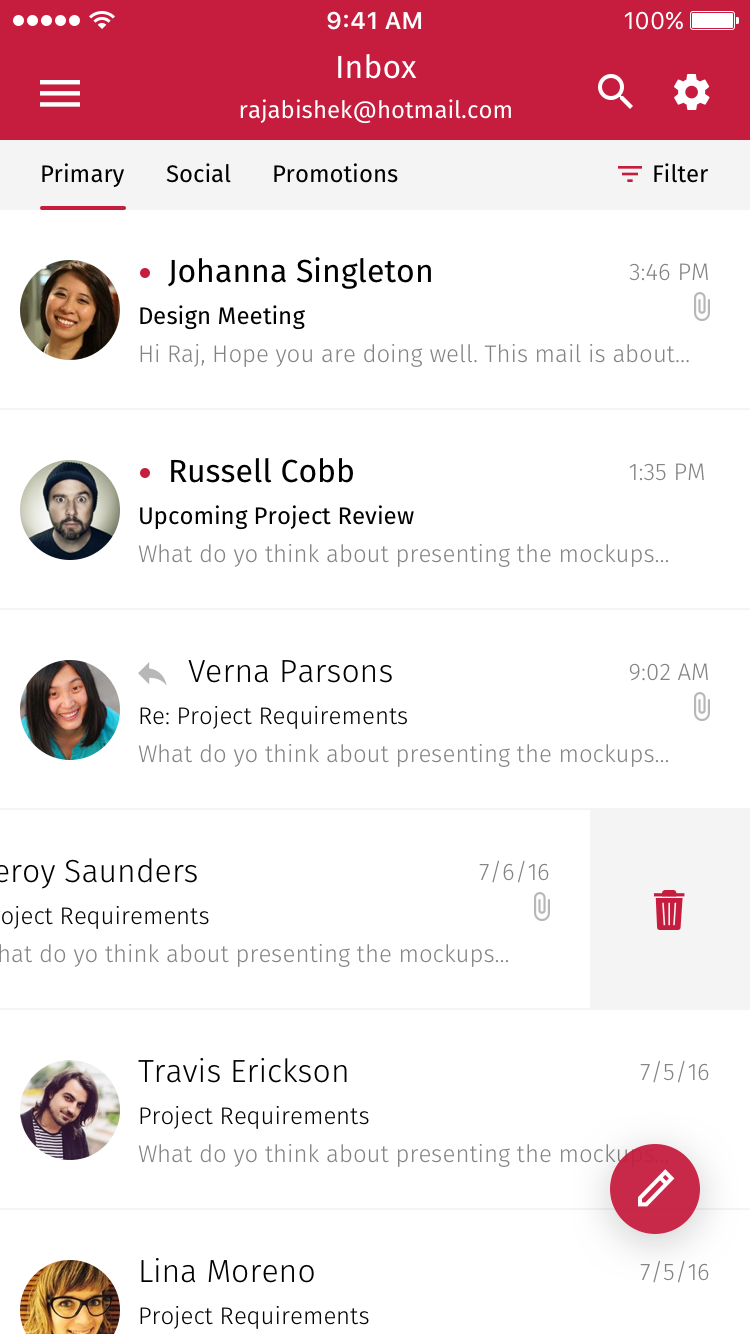 9:41 AM
100%
Inbox
rajabishek@hotmail.com
Primary Social Promotions Filter
Johanna Singleton 3:46 PM
Design Meeting
Hi Raj, Hope you are doing well. This mail is about...
Russell Cobb 1:35 PM
Upcoming Project Review
What do yo think about presenting the mockups...
Verna Parsons 9:02 AM
Re: Project Requirements
What do yo think about presenting the mockups...
eroy Saunders 7/6/16
oject Requirements
hat do yo think about presenting the mockups...
Travis Erickson 7/5/16
Project Requirements
What do yo think about presenting the mockups...
Lina Moreno 7/5/16
Project Requirements